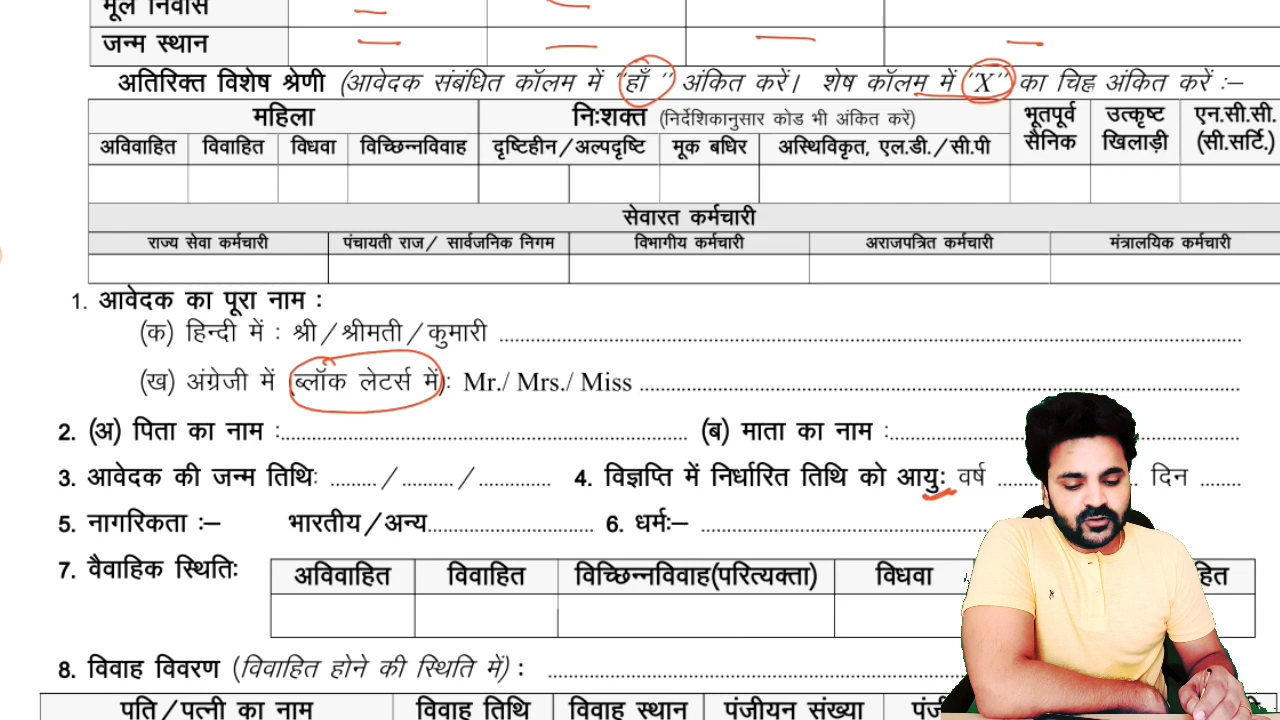 मूल निवास
जन्म स्थान
अतिरिक्त विशेष श्रेणी (आवेदक संबंधित कॉलम में "हाँ " अंकित करें। शेष कॉलम में "X" का चिह्न अंकित करें :–
महिला निःशक्त (निर्देशिकानुसार कोड भी अंकित करें) भूतपूर्व सैनिक उत्कृष्ट खिलाड़ी एन.सी.सी. (सी.सार्टि.)
अविवाहित विवाहित विधवा विच्छिन्नविवाह दृष्टिहीन/अल्पदृष्टि मूक बधिर अस्थिविकृत, एल.डी./सी.पी
सेवारत कर्मचारी
राज्य सेवा कर्मचारी पंचायती राज/ सार्वजनिक निगम विभागीय कर्मचारी अराजपत्रित कर्मचारी मंत्रालयिक कर्मचारी
1. आवेदक का पूरा नाम :
(क) हिन्दी में : श्री/श्रीमती/कुमारी ........................
(ख) अंग्रेजी में (ब्लॉक लेटर्स में): Mr./ Mrs./ Miss ........................
2. (अ) पिता का नाम :........................ (ब) माता का नाम :........................
3. आवेदक की जन्म तिथिः ......../........./............ 4. विज्ञप्ति में निर्धारित तिथि को आयुः वर्ष ........ दिन ........
5. नागरिकता :– भारतीय/अन्य........................ 6. धर्मः– ........................
7. वैवाहिक स्थितिः अविवाहित विवाहित विच्छिन्नविवाह(परित्यक्ता) विधवा
8. विवाह विवरण (विवाहित होने की स्थिति में) : ........................
पति/पत्नी का नाम विवाह तिथि विवाह स्थान पंजीयन संख्या